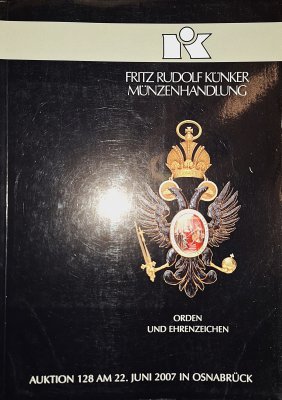 FRITZ RUDOLF KÜNKER
MÜNZENHANDLUNG
ORDEN
UND EHRENZEICHEN
AUKTION 128 AM 22. JUNI 2007 IN OSNABRÜCK